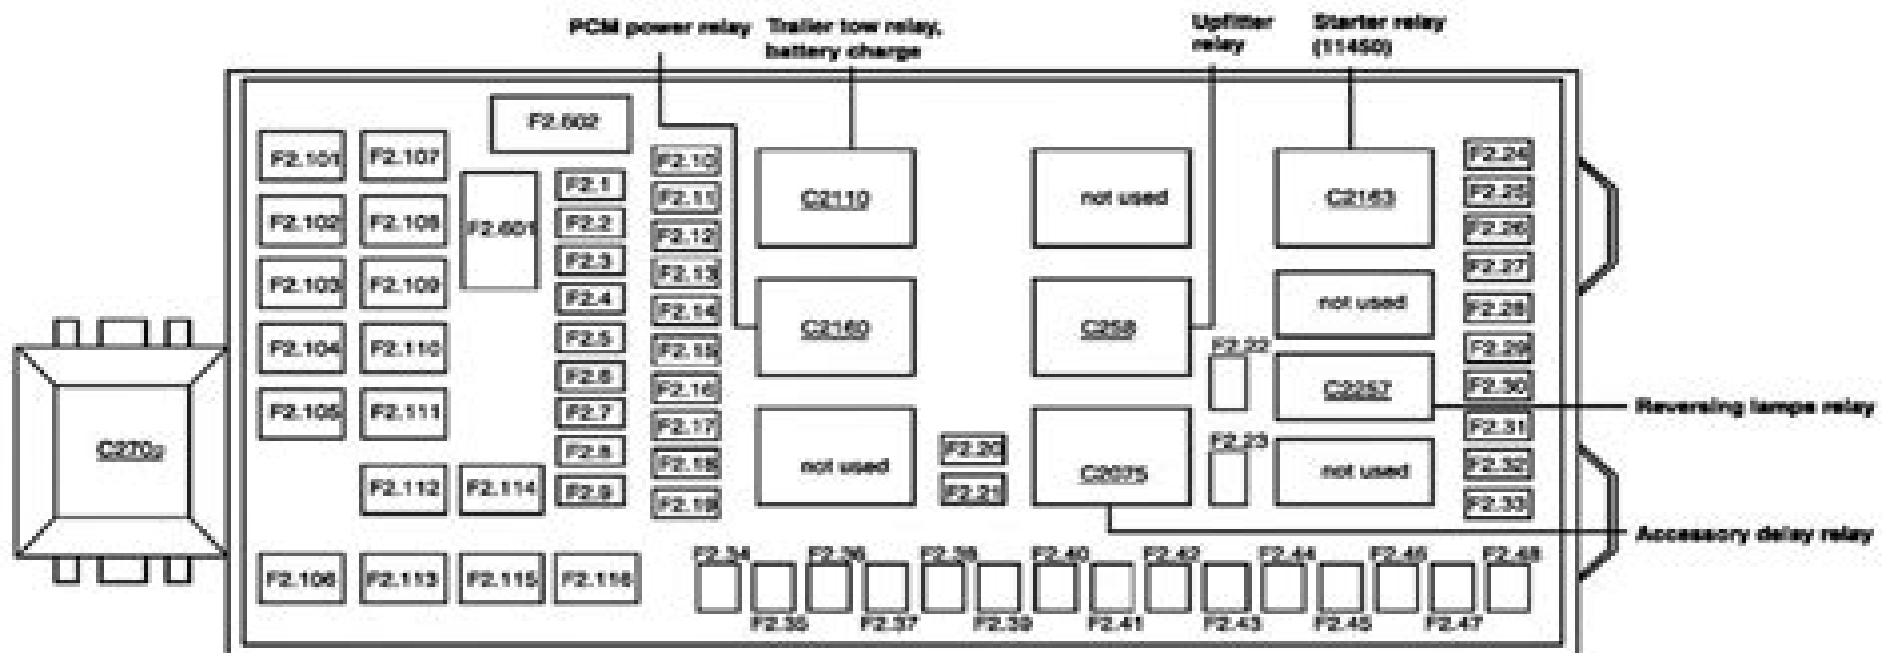 PCM power relay
Trailer tow relay,
battery charge
Upfitter
relay
Starter relay
(11450)
F2.602
F2.101
F2.107
F2.102
F2.108
F2.601
F2.103
F2.109
F2.104
F2.110
F2.105
F2.111
F2.112
F2.114
F2.106
F2.113
F2.115
F2.116
F2.1
F2.2
F2.3
F2.4
F2.5
F2.6
F2.7
F2.8
F2.9
F2.10
F2.11
F2.12
F2.13
F2.14
F2.15
F2.16
F2.17
F2.18
F2.19
C2110
C2160
not used
F2.20
F2.21
not used
C258
C2075
F2.22
F2.23
C2163
not used
C2257
not used
F2.24
F2.25
F2.26
F2.27
F2.28
F2.29
F2.30
F2.31
F2.32
F2.33
Reversing lamps relay
Accessory delay relay
F2.34
F2.36
F2.38
F2.40
F2.42
F2.44
F2.46
F2.48
F2.35
F2.37
F2.39
F2.41
F2.43
F2.45
F2.47